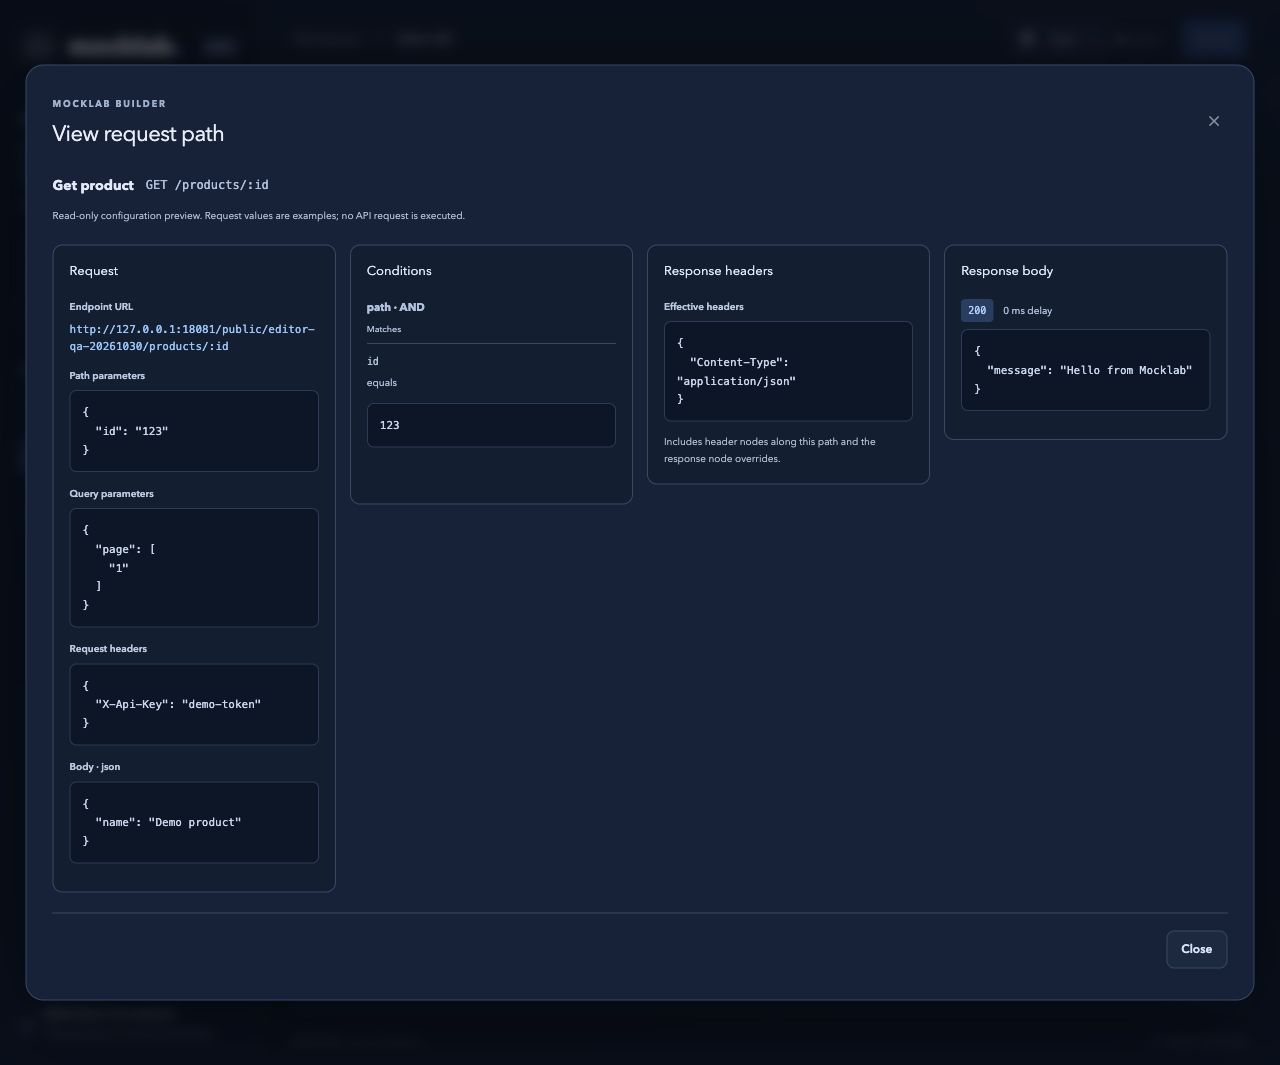 MOCKLAB BUILDER
View request path
Get product GET /products/:id
Read-only configuration preview. Request values are examples; no API request is executed.
Request
Endpoint URL
http://127.0.0.1:18081/public/editor-
qa-20261030/products/:id
Path parameters
{
"id": "123"
}
Query parameters
{
"page": [
"1"
]
}
Request headers
{
"X-Api-Key": "demo-token"
}
Body · json
{
"name": "Demo product"
}
Conditions
path · AND
Matches
id
equals
123
Response headers
Effective headers
{
"Content-Type":
"application/json"
}
Includes header nodes along this path and the
response node overrides.
Response body
200 0 ms delay
{
"message": "Hello from Mocklab"
}
Close